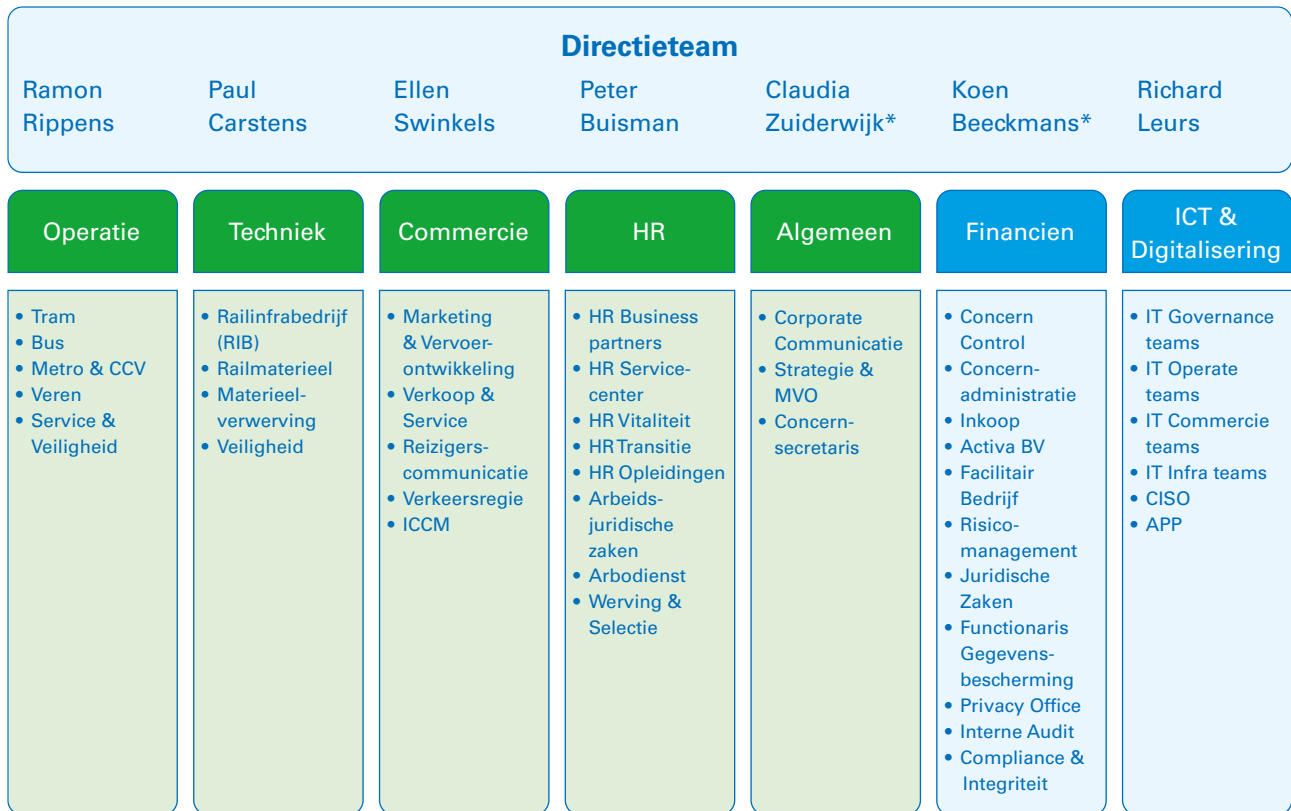 Directieteam
Ramon
Rippens
Paul
Carstens
Ellen
Swinkels
Peter
Buisman
Claudia
Zuiderwijk*
Koen
Beeckmans*
Richard
Leurs
Operatie
Techniek
Commercie
HR
Algemeen
Financien
ICT &
Digitalisering
• Tram
• Bus
• Metro & CCV
• Veren
• Service &
Veiligheid
• Railinfrabedrijf
(RIB)
• Railmaterieel
• Materieel-
verwerving
• Veiligheid
• Marketing
& Vervoer-
ontwikkeling
• Verkoop &
Service
• Reizigers-
communicatie
• Verkeersregie
• ICCM
• HR Business
partners
• HR Service-
center
• HR Vitaliteit
• HR Transitie
• HR Opleidingen
• Arbeids-
juridische
zaken
• Arbodienst
• Werving &
Selectie
• Corporate
Communicatie
• Strategie &
MVO
• Concern-
secretaris
• Concern
Control
• Concern-
administratie
• Inkoop
• Activa BV
• Facilitair
Bedrijf
• Risico-
management
• Juridische
Zaken
• Functionaris
Gegevens-
bescherming
• Privacy Office
• Interne Audit
• Compliance &
Integriteit
• IT Governance
teams
• IT Operate
teams
• IT Commercie
teams
• IT Infra teams
• CISO
• APP